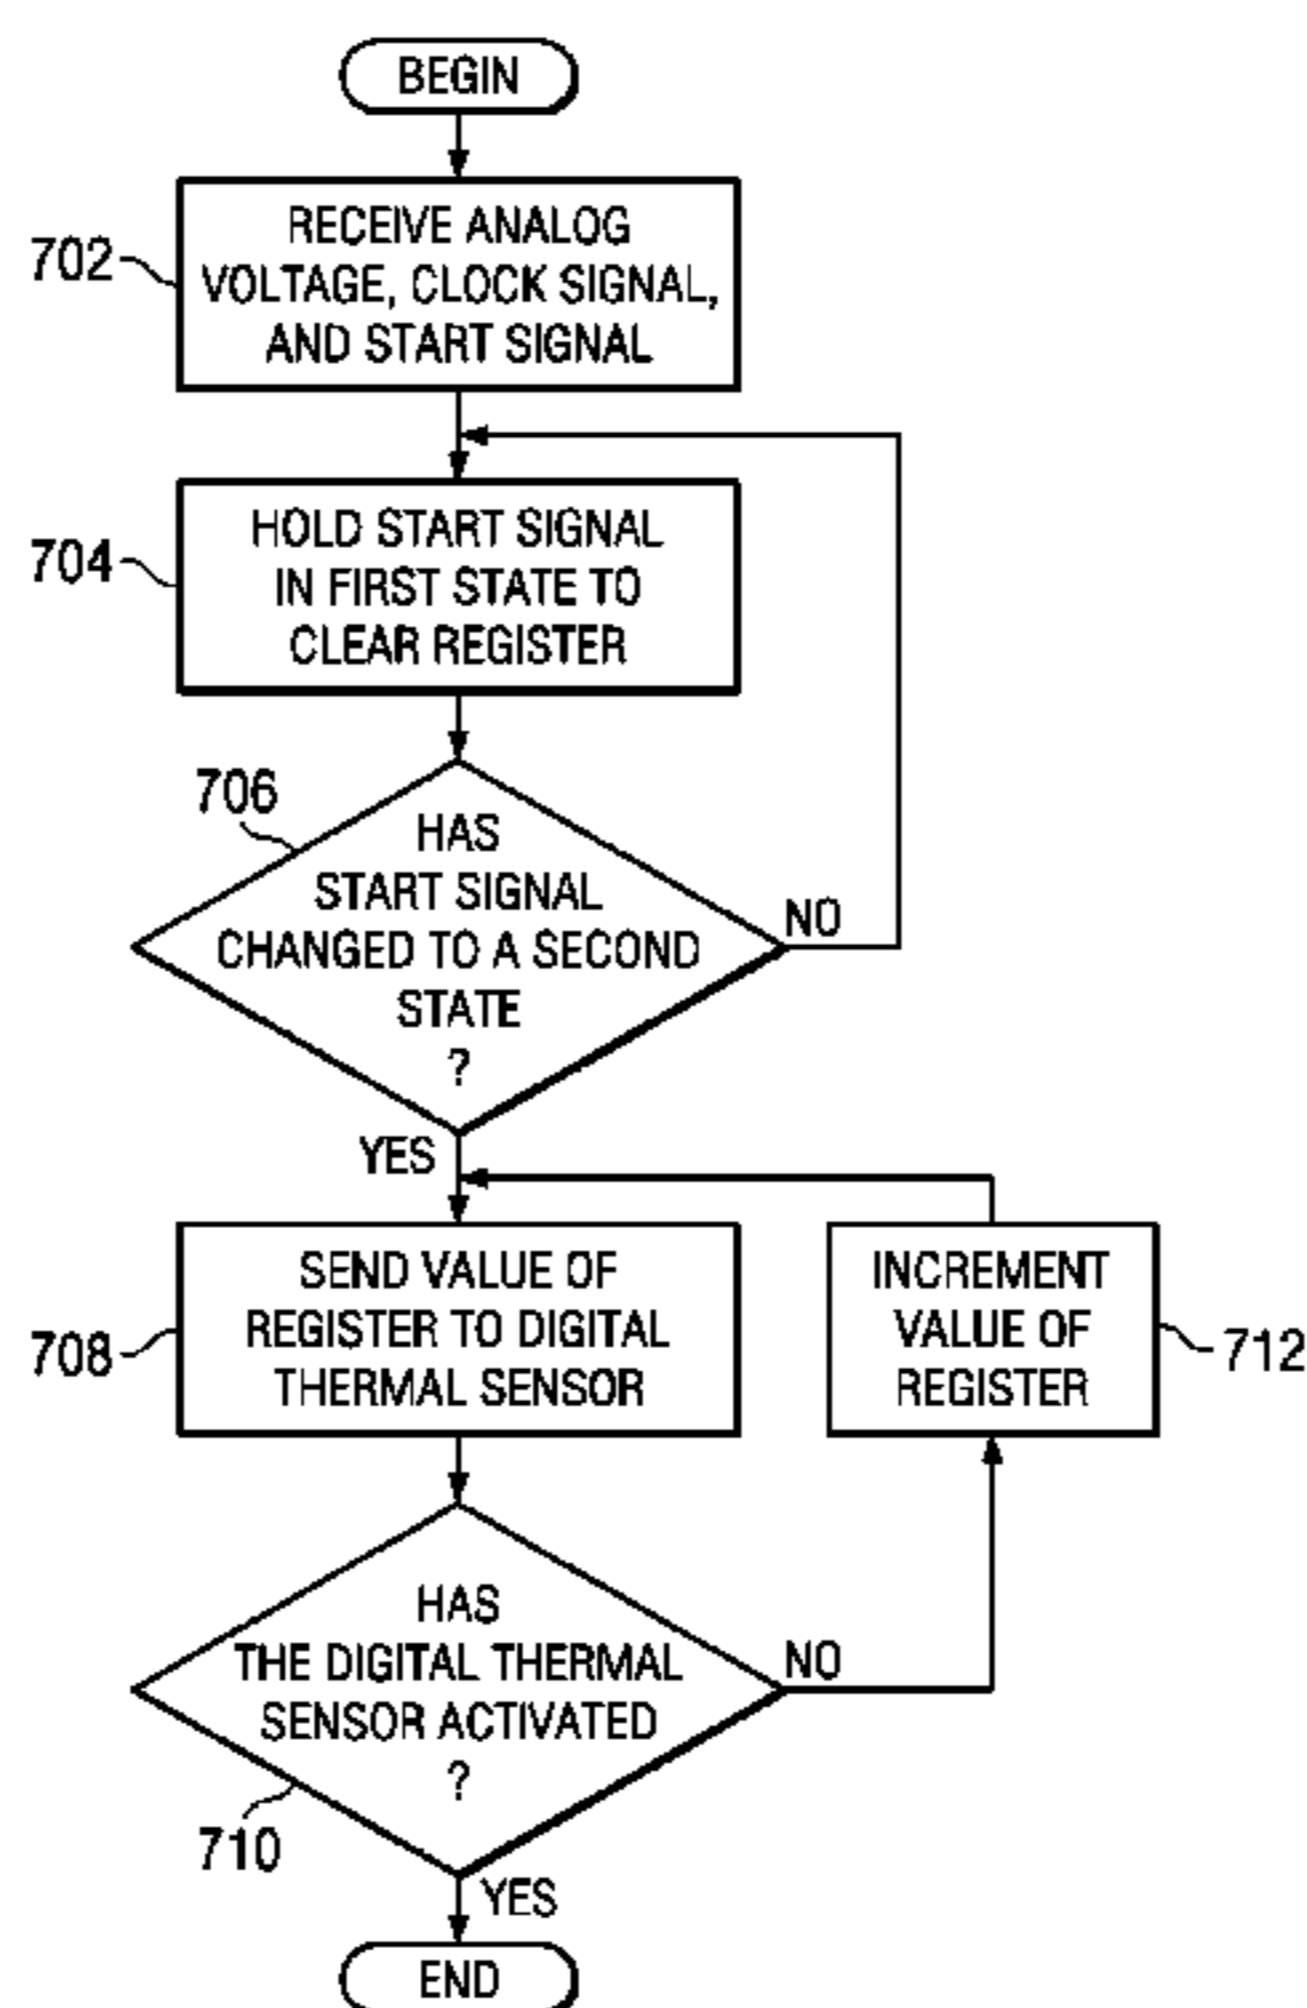 BEGIN
702
RECEIVE ANALOG
VOLTAGE, CLOCK SIGNAL,
AND START SIGNAL
704
HOLD START SIGNAL
IN FIRST STATE TO
CLEAR REGISTER
706
HAS
START SIGNAL
CHANGED TO A SECOND
STATE
?
NO
YES
708
SEND VALUE OF
REGISTER TO DIGITAL
THERMAL SENSOR
INCREMENT
VALUE OF
REGISTER
712
HAS
THE DIGITAL THERMAL
SENSOR ACTIVATED
?
NO
710
YES
END